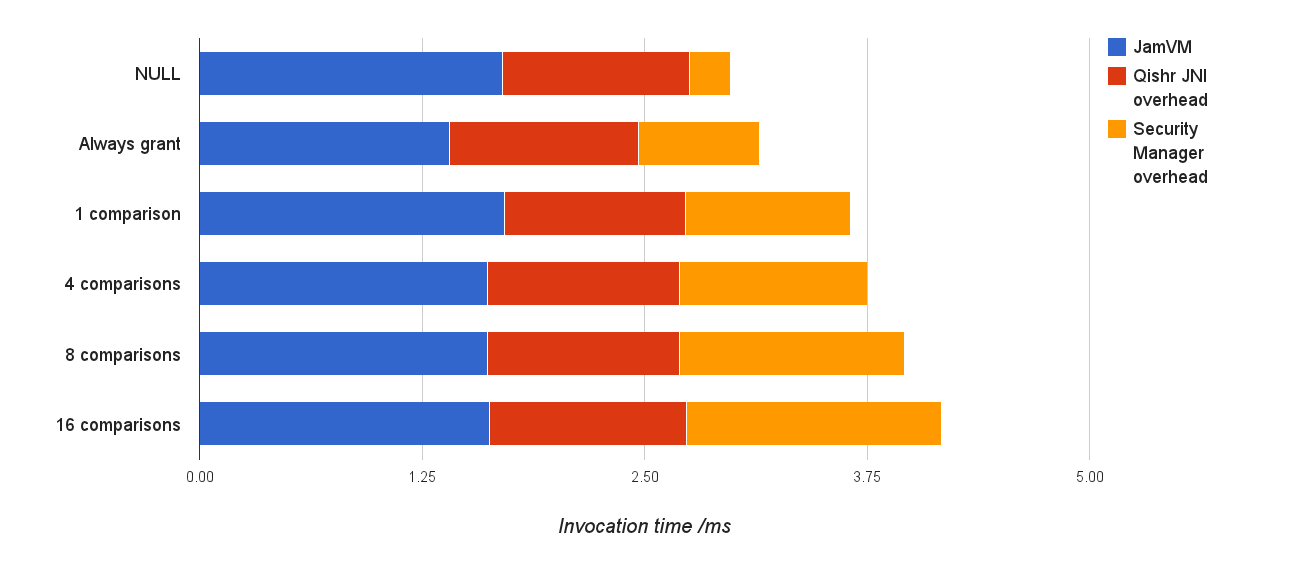 NULL
Always grant
1 comparison
4 comparisons
8 comparisons
16 comparisons
0.00 1.25 2.50 3.75 5.00
Invocation time /ms
JamVM
Qishr JNI
overhead
Security
Manager
overhead